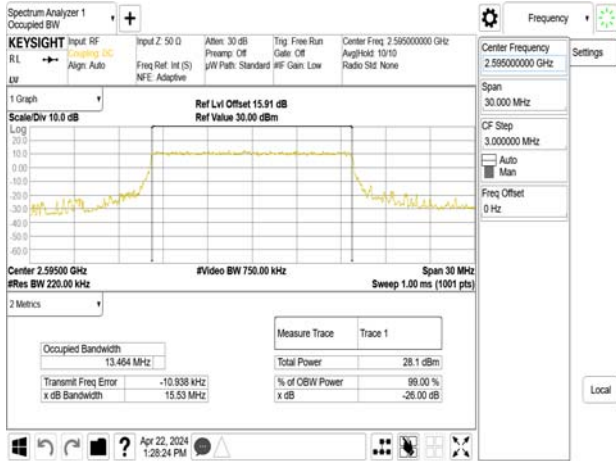 Spectrum Analyzer 1
Occupied BW
+
Frequency
KEYSIGHT
Input: RF
Coupling: DC
Align: Auto
Input Z: 50 Ω
Freq Ref: Int (S)
NFE: Adaptive
Atten: 30 dB
Preamp: Off
µW Path: Standard
Trig: Free Run
Gate: Off
#IF Gain: Low
Center Freq: 2.595000000 GHz
Avg|Hold: 10/10
Radio Std: None
RL
Center Frequency
2.595000000 GHz
Settings
Span
30.000 MHz
CF Step
3.000000 MHz
Auto
Man
Freq Offset
0 Hz
Local
1 Graph
Scale/Div 10.0 dB
Ref Lvl Offset 15.91 dB
Ref Value 30.00 dBm
Log
20.0
10.0
0.00
-10.0
-20.0
-30.0
-40.0
-50.0
-60.0
Center 2.59500 GHz
#Video BW 750.00 kHz
Span 30 MHz
#Res BW 220.00 kHz
Sweep 1.00 ms (1001 pts)
2 Metrics
Measure Trace Trace 1
Occupied Bandwidth
13.464 MHz
Total Power 28.1 dBm
Transmit Freq Error -10.938 kHz
% of OBW Power 99.00 %
x dB Bandwidth 15.53 MHz
x dB -26.00 dB
?
Apr 22, 2024
1:28:24 PM